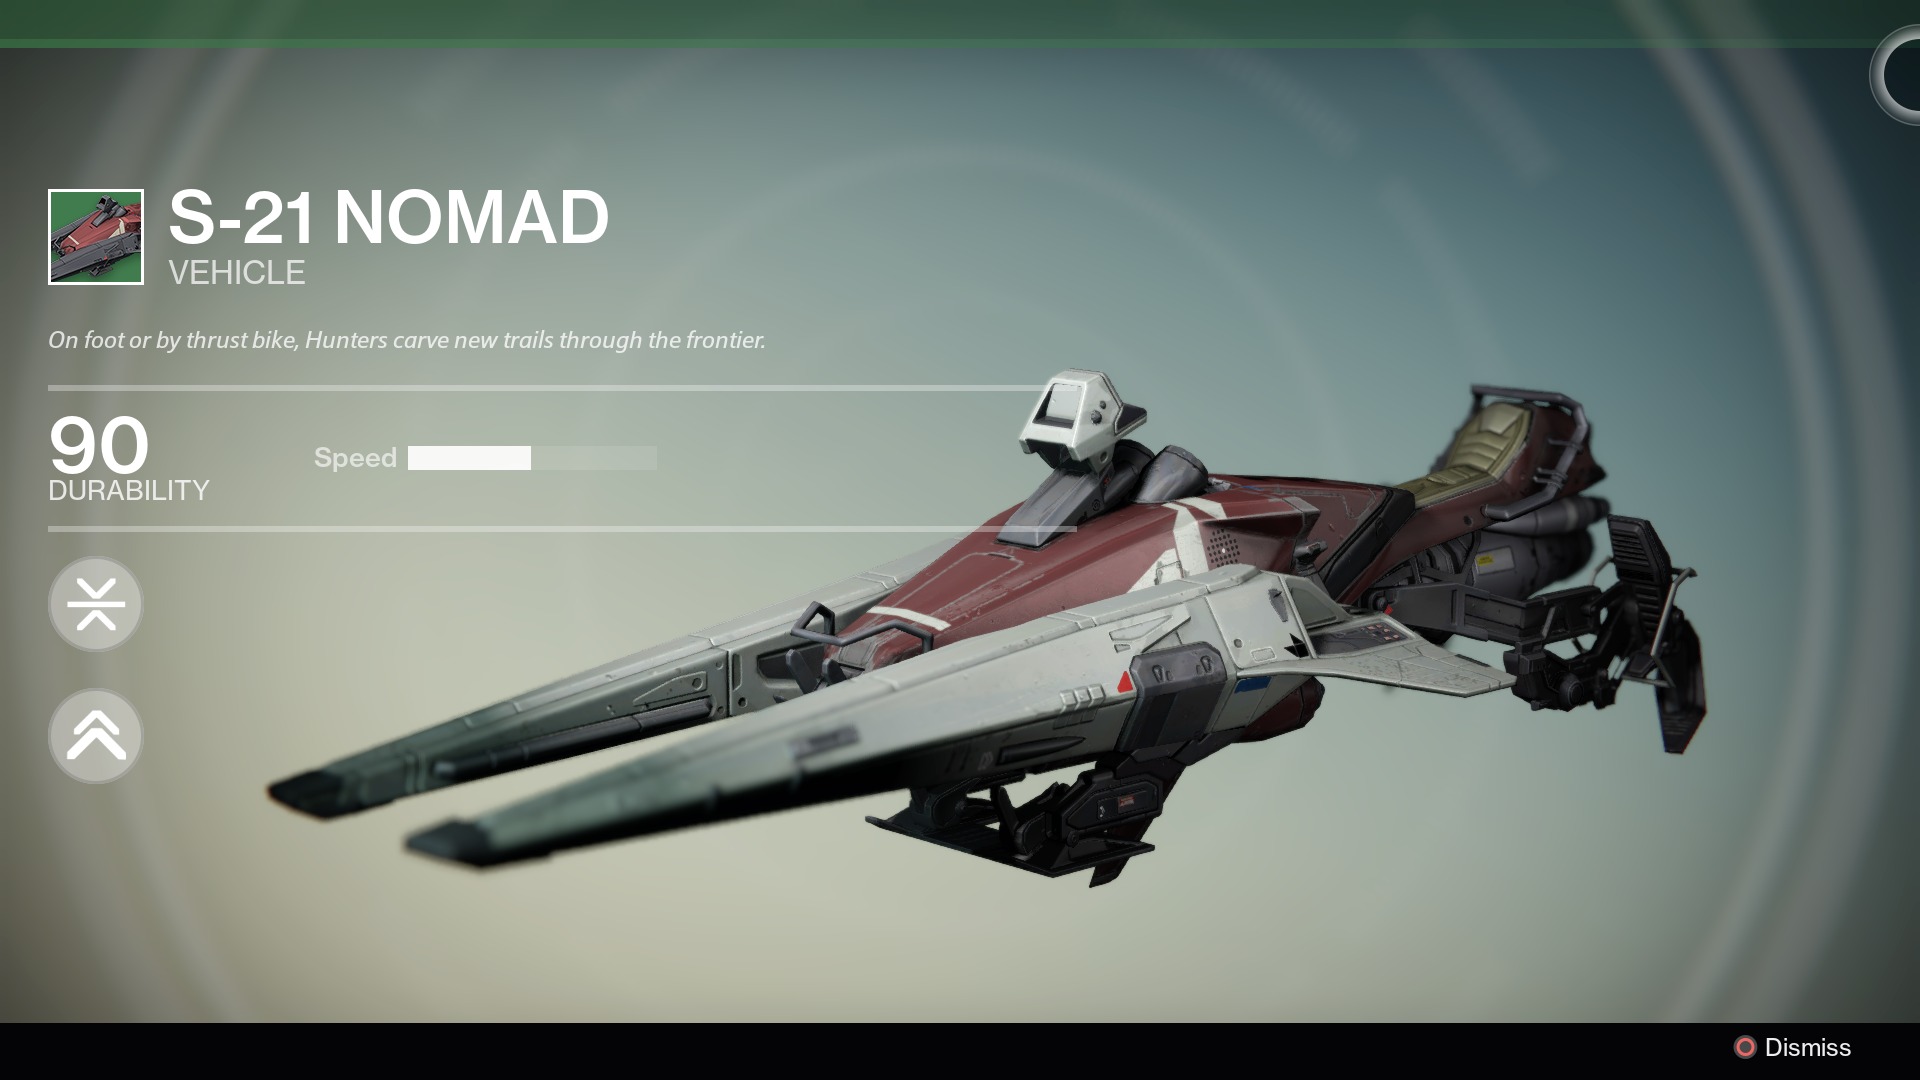 S-21 NOMAD
VEHICLE
On foot or by thrust bike, Hunters carve new trails through the frontier.
90
DURABILITY
Speed
Dismiss